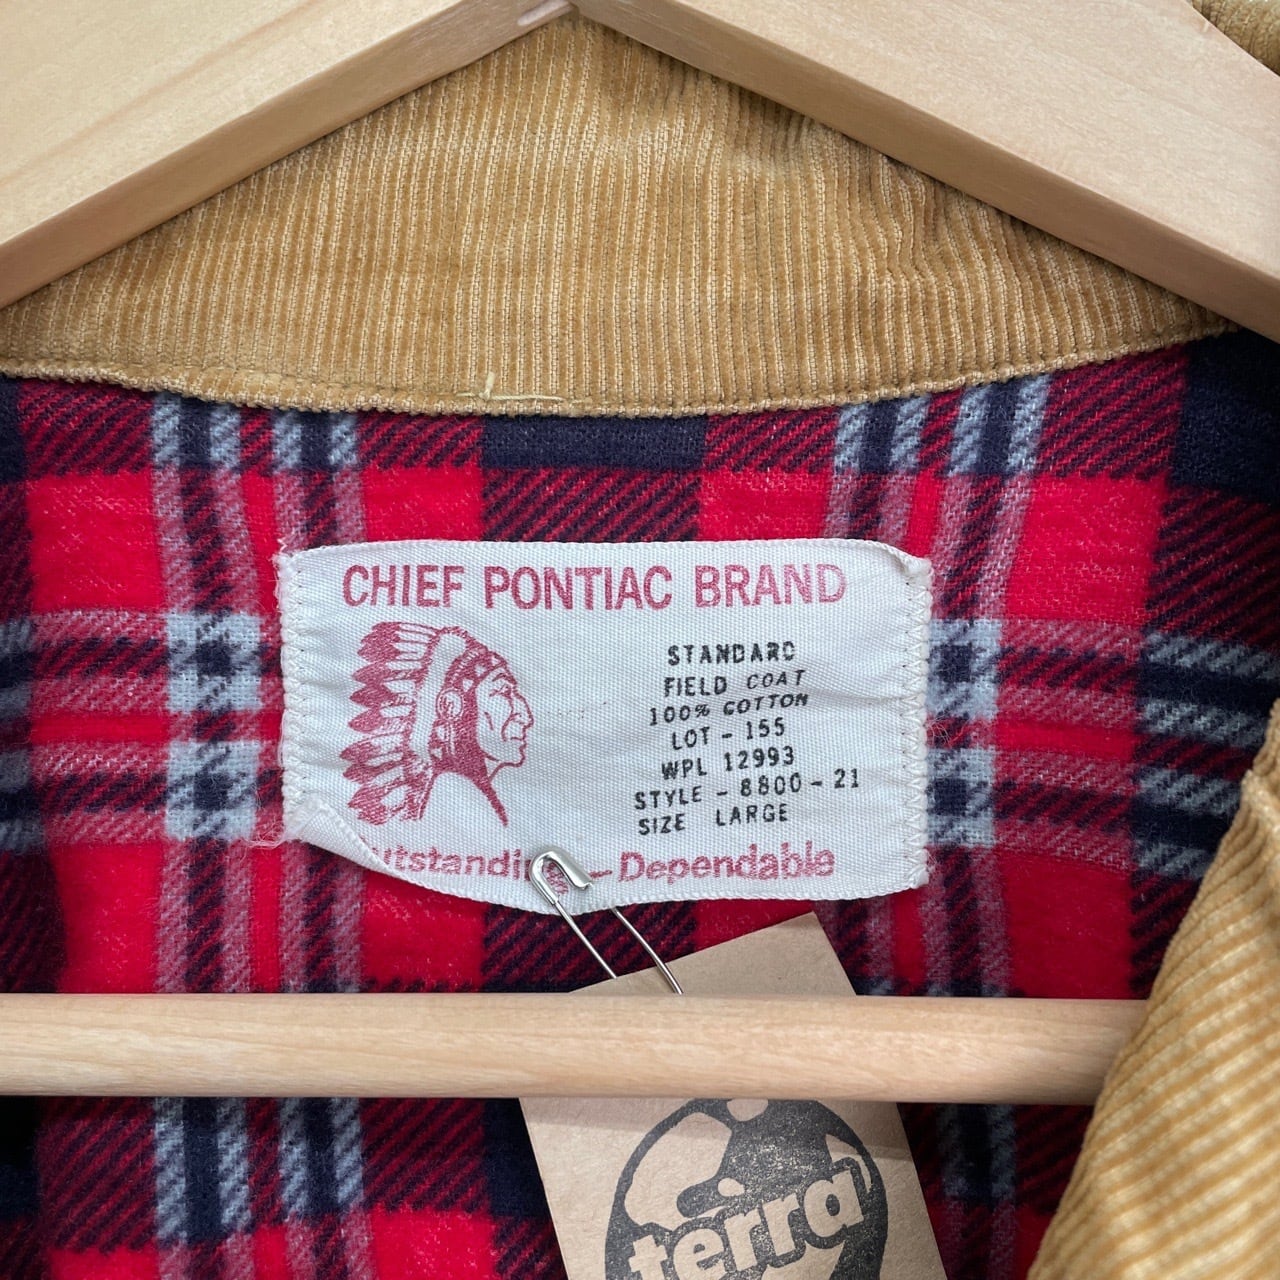 CHIEF PONTIAC BRAND
STANDARD
FIELD COAT
100% COTTON
LOT - 155
WPL 12993
STYLE - 8800 - 21
SIZE LARGE
Dependable
terra